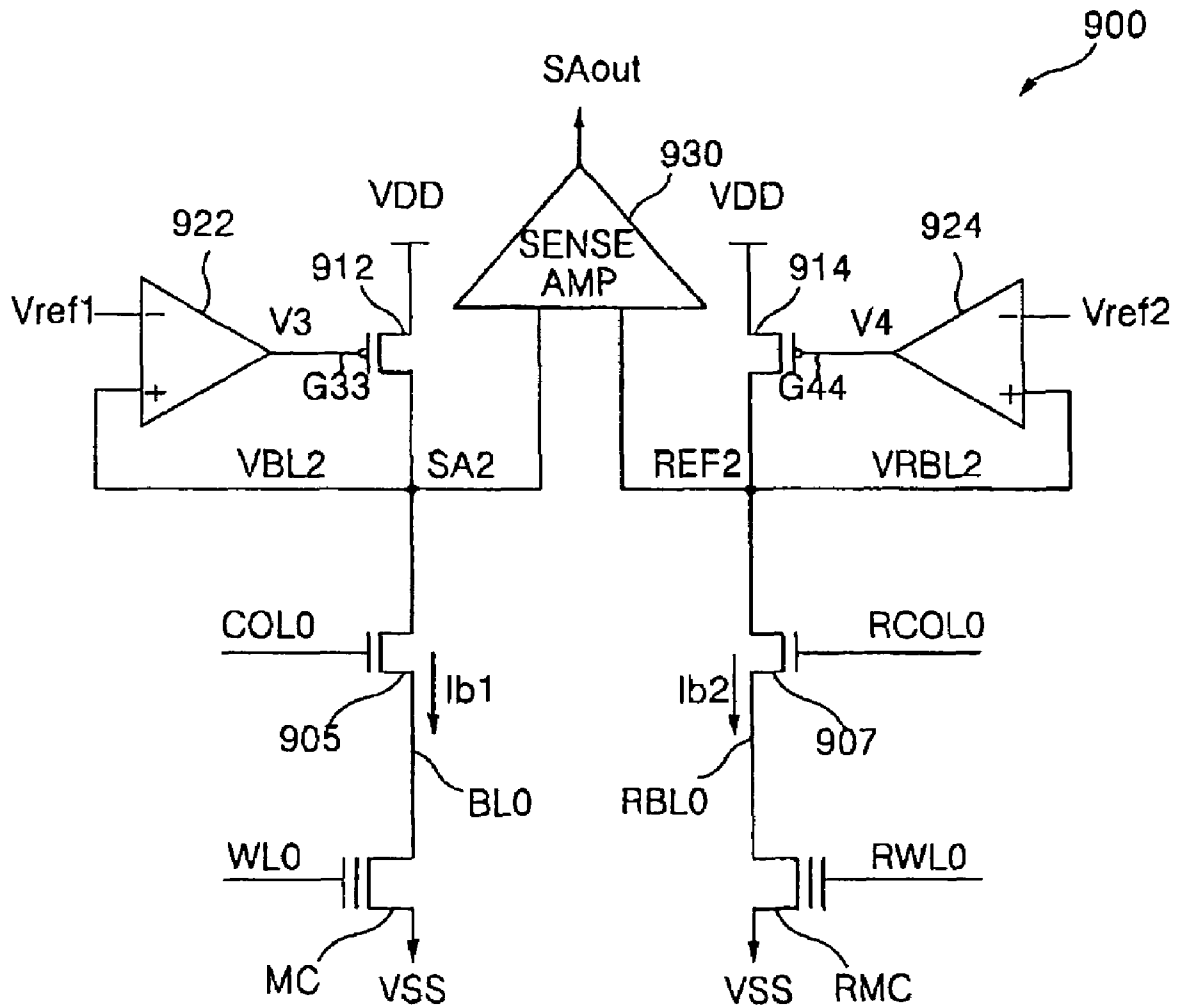 900
SAout
930
VDD
VDD
922
924
SENSE
AMP
912
914
Vref1
−
V3
V4
−
Vref2
G33
G44
+
+
VBL2
SA2
REF2
VRBL2
COL0
RCOL0
Ib1
Ib2
905
907
BL0
RBL0
WL0
RWL0
MC
VSS
VSS
RMC